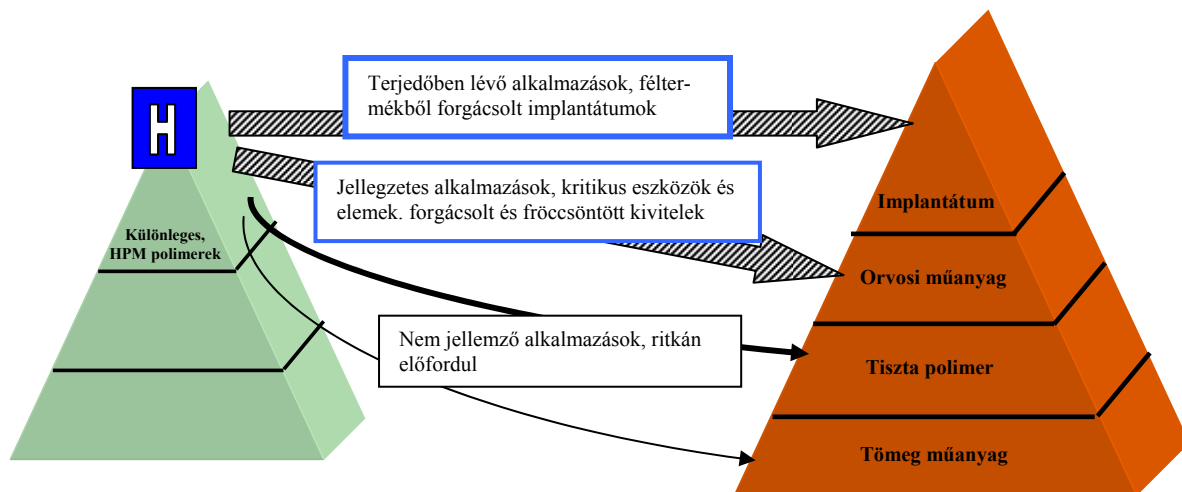 Terjedőben lévő alkalmazások, félter-
mékből forgácsolt implantátumok
H
Jellegzetes alkalmazások, kritikus eszközök és
elemek. forgácsolt és fröccsöntött kivitelek
Különleges,
HPM polimerek
Nem jellemző alkalmazások, ritkán
előfordul
Implantátum
Orvosi műanyag
Tiszta polimer
Tömeg műanyag